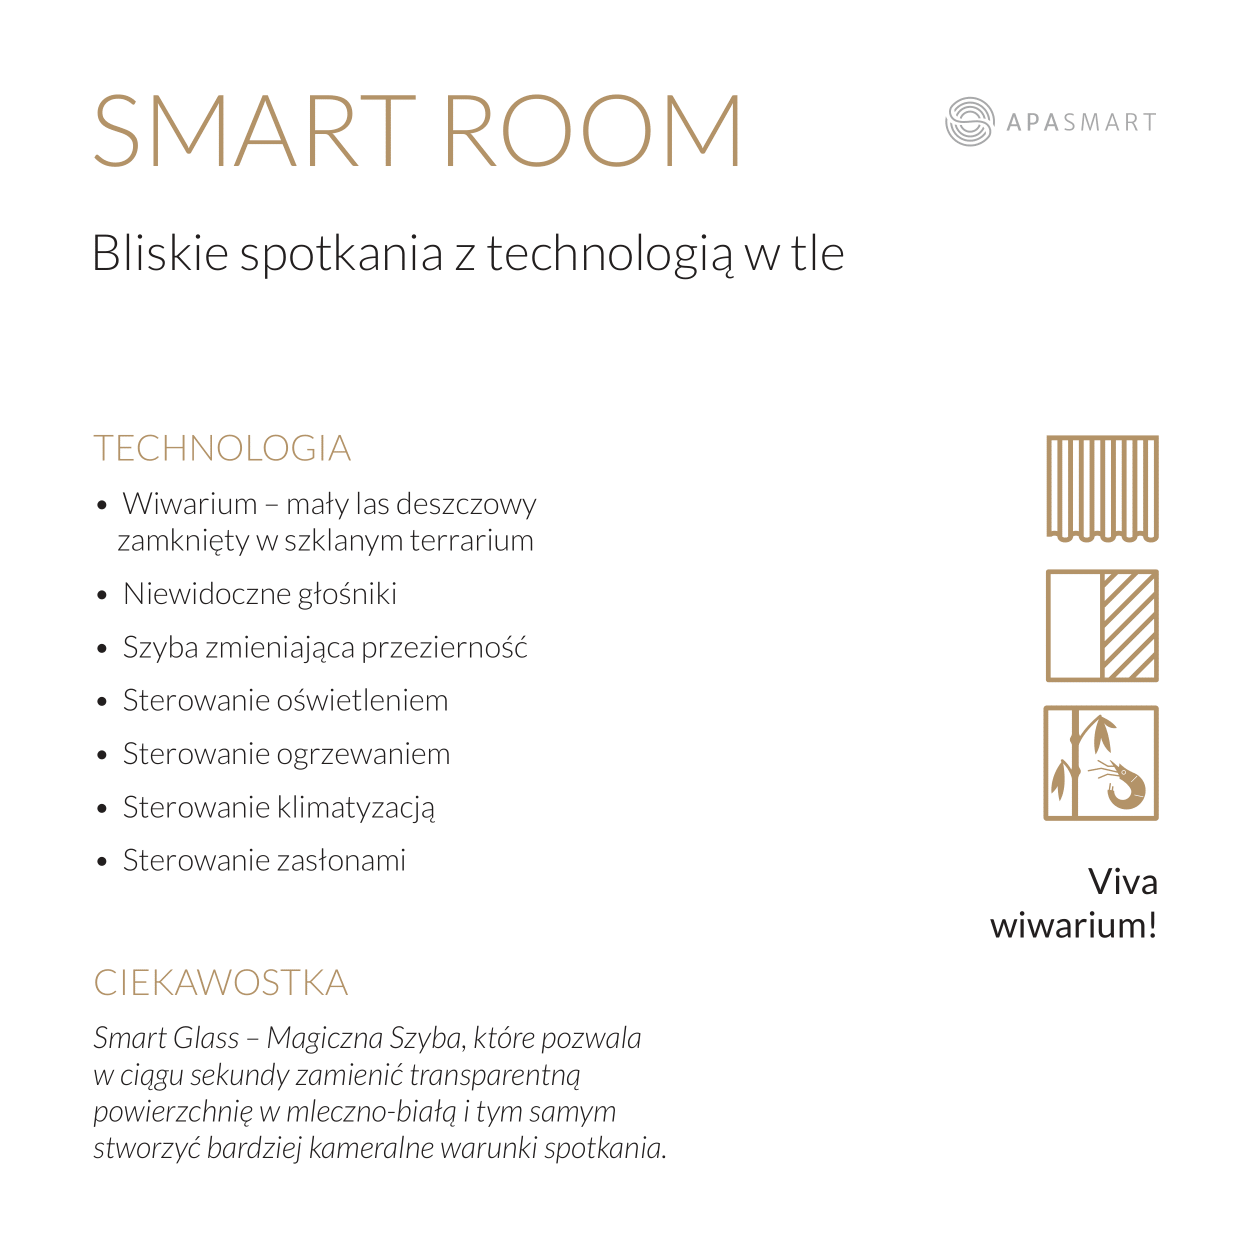 SMART ROOM
APASMART
Bliskie spotkania z technologią w tle
TECHNOLOGIA
• Wiwarium – mały las deszczowy
zamknięty w szklanym terrarium
• Niewidoczne głośniki
• Szyba zmieniająca przezierność
• Sterowanie oświetleniem
• Sterowanie ogrzewaniem
• Sterowanie klimatyzacją
• Sterowanie zasłonami
Viva
wiwarium!
CIEKAWOSTKA
Smart Glass – Magiczna Szyba, które pozwala
w ciągu sekundy zamienić transparentną
powierzchnię w mleczno-białą i tym samym
stworzyć bardziej kameralne warunki spotkania.